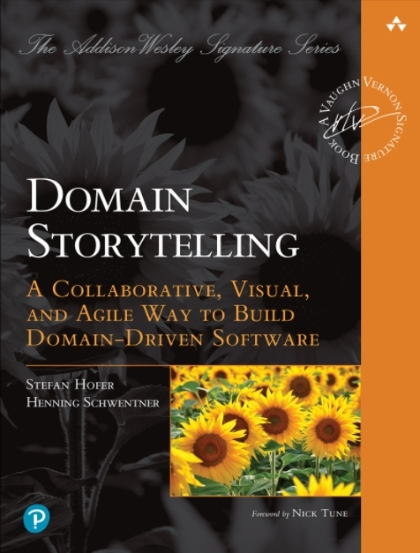 The Addison Wesley Signature Series
A VAUGHN VERNON SIGNATURE BOOK
DOMAIN
STORYTELLING
A COLLABORATIVE, VISUAL,
AND AGILE WAY TO BUILD
DOMAIN-DRIVEN SOFTWARE
STEFAN HOFER
HENNING SCHWENTNER
P
Foreword by NICK TUNE